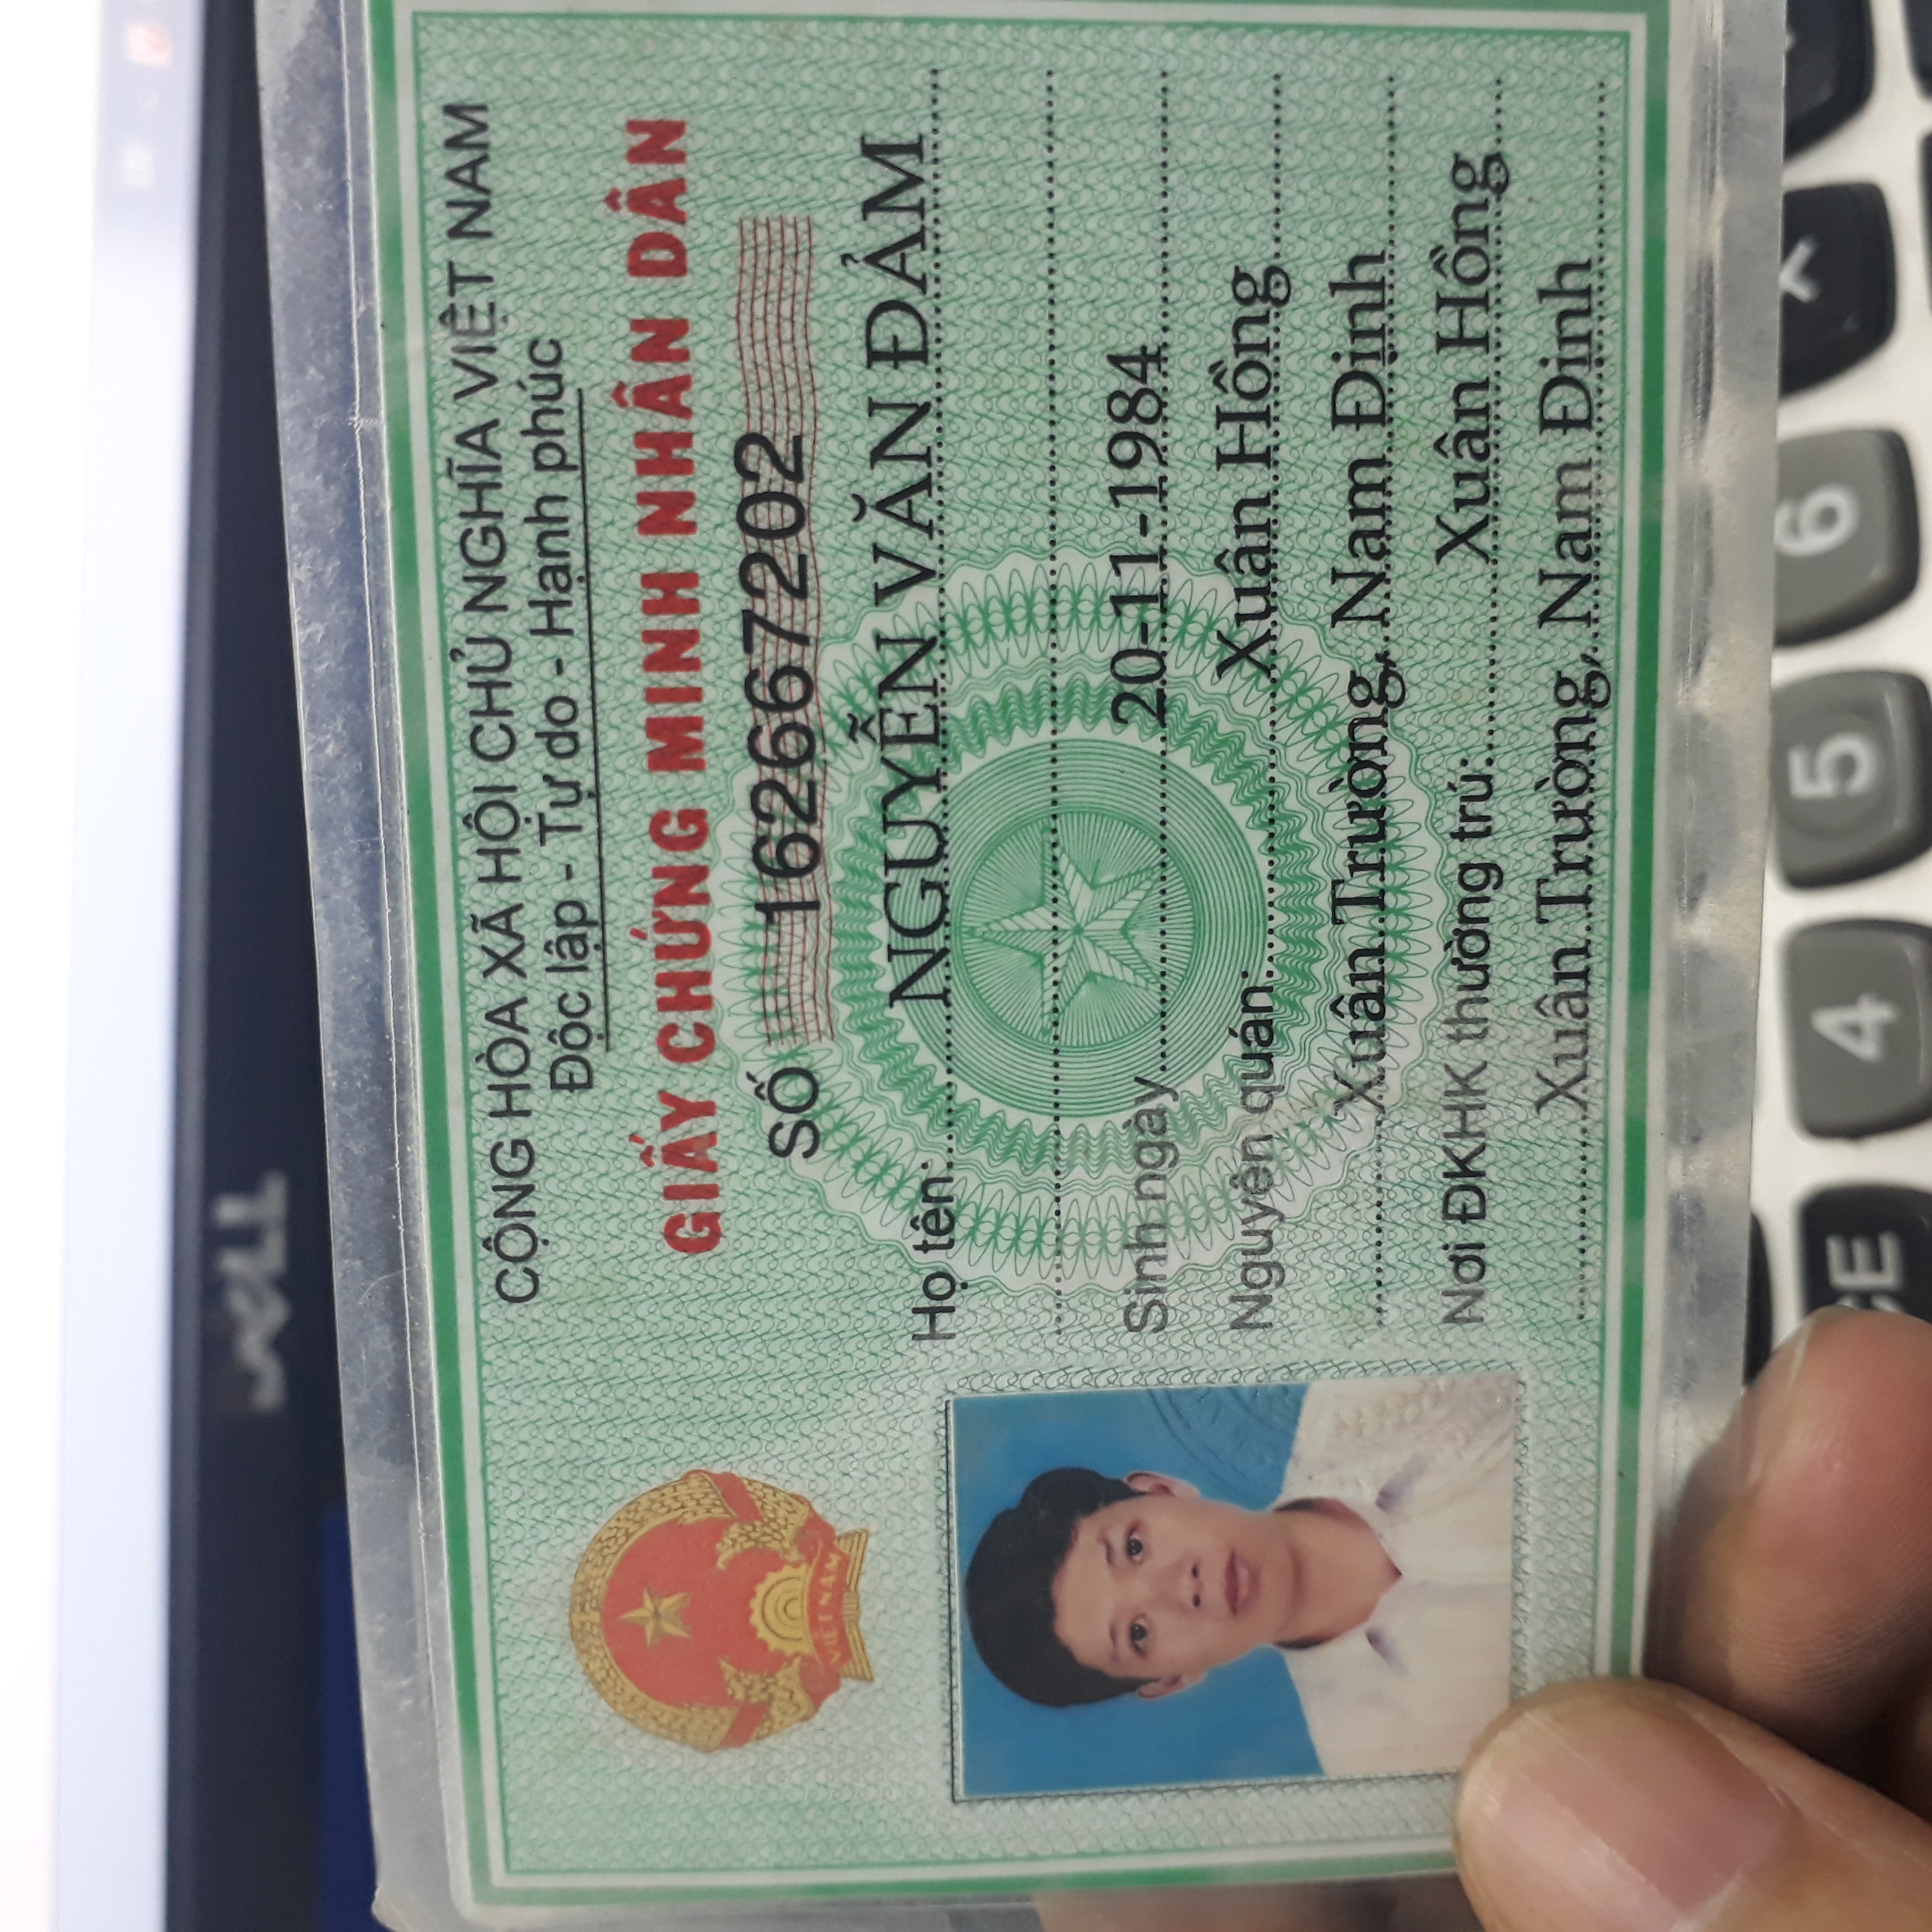 DELL
CỘNG HÒA XÃ HỘI CHỦ NGHĨA VIỆT NAM
Độc lập - Tự do - Hạnh phúc
GIẤY CHỨNG MINH NHÂN DÂN
SỐ 162667202
VIỆT NAM
Họ tên: NGUYỄN VĂN ĐẢM
Sinh ngày 20-11-1984
Nguyên quán: Xuân Hồng
Xuân Trường, Nam Định
Nơi ĐKHK thường trú: Xuân Hồng
Xuân Trường, Nam Định
CE 4 5 6